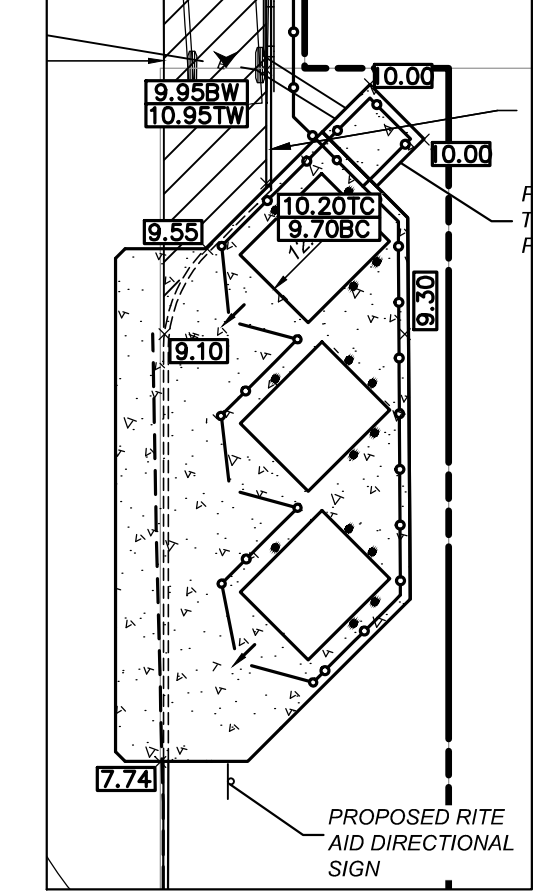 10.00
9.95BW
10.95TW
10.00
P
T
P
10.20TC
9.70BC
9.55
12.
9.30
9.10
7.74
PROPOSED RITE
AID DIRECTIONAL
SIGN